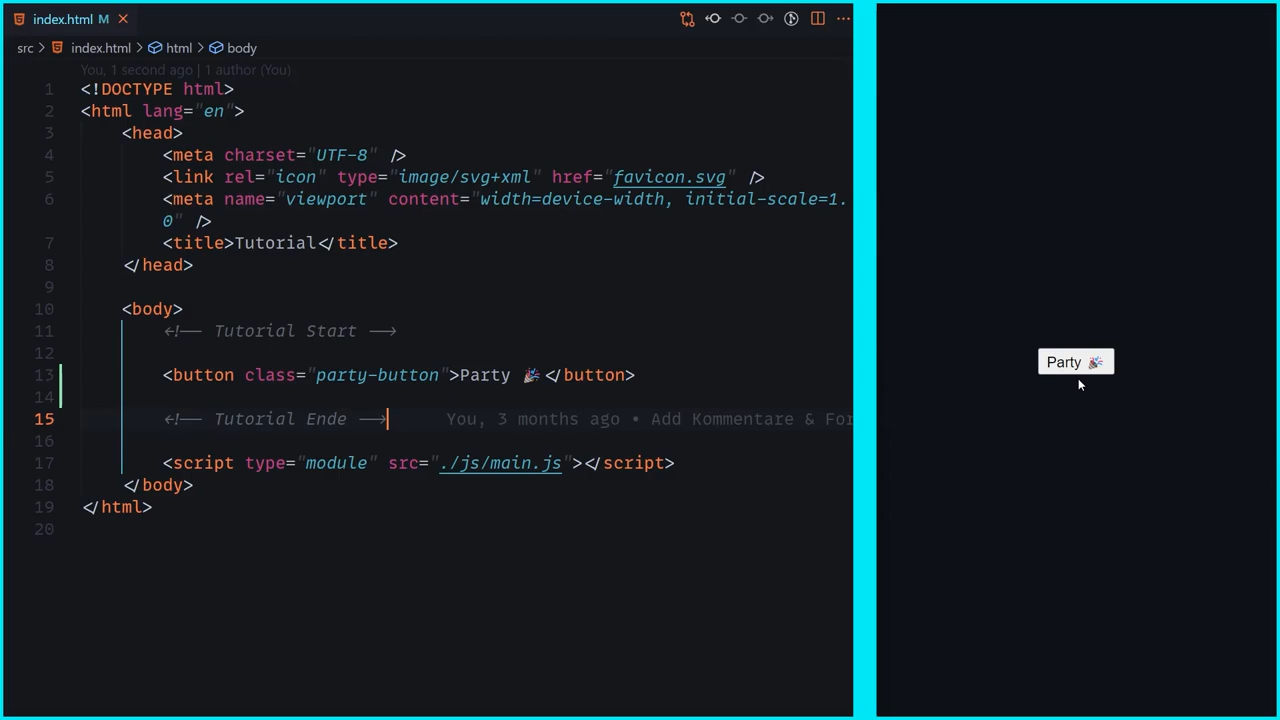 index.html M
src > index.html > html > body
You, 1 second ago | 1 author (You)
1 <!DOCTYPE html>
2 <html lang="en">
3 <head>
4 <meta charset="UTF-8" />
5 <link rel="icon" type="image/svg+xml" href="favicon.svg" />
6 <meta name="viewport" content="width=device-width, initial-scale=1.
0" />
7 <title>Tutorial</title>
8 </head>
9
10 <body>
11 <!-- Tutorial Start -->
12
13 <button class="party-button">Party 🎉</button>
14
15 <!-- Tutorial Ende --> You, 3 months ago • Add Kommentare & For
16
17 <script type="module" src="./js/main.js"></script>
18 </body>
19 </html>
20
Party 🎉